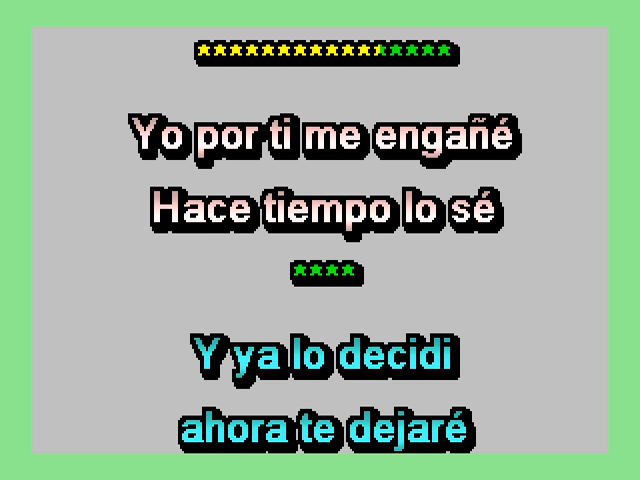 ****************
Yo por ti me engañé
Hace tiempo lo sé
****
Y ya lo decidi
ahora te dejaré